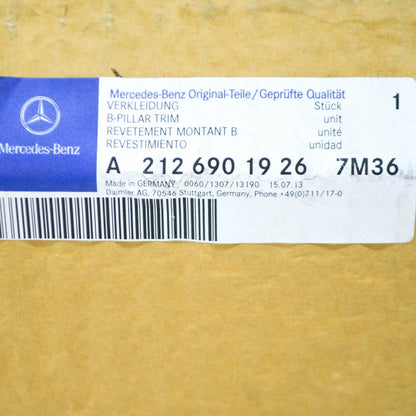 Mercedes-Benz
Mercedes-Benz Original-Teile/Geprüfte Qualität
VERKLEIDUNG Stück 1
B-PILLAR TRIM unit
REVETEMENT MONTANT B unité
REVESTIMIENTO unidad
A 212 690 19 26 7M36
Made in GERMANY 0060/1307/13190 15.07.13
Daimler AG, 70546 Stuttgart, Germany, Phone +49(0)711/17-0